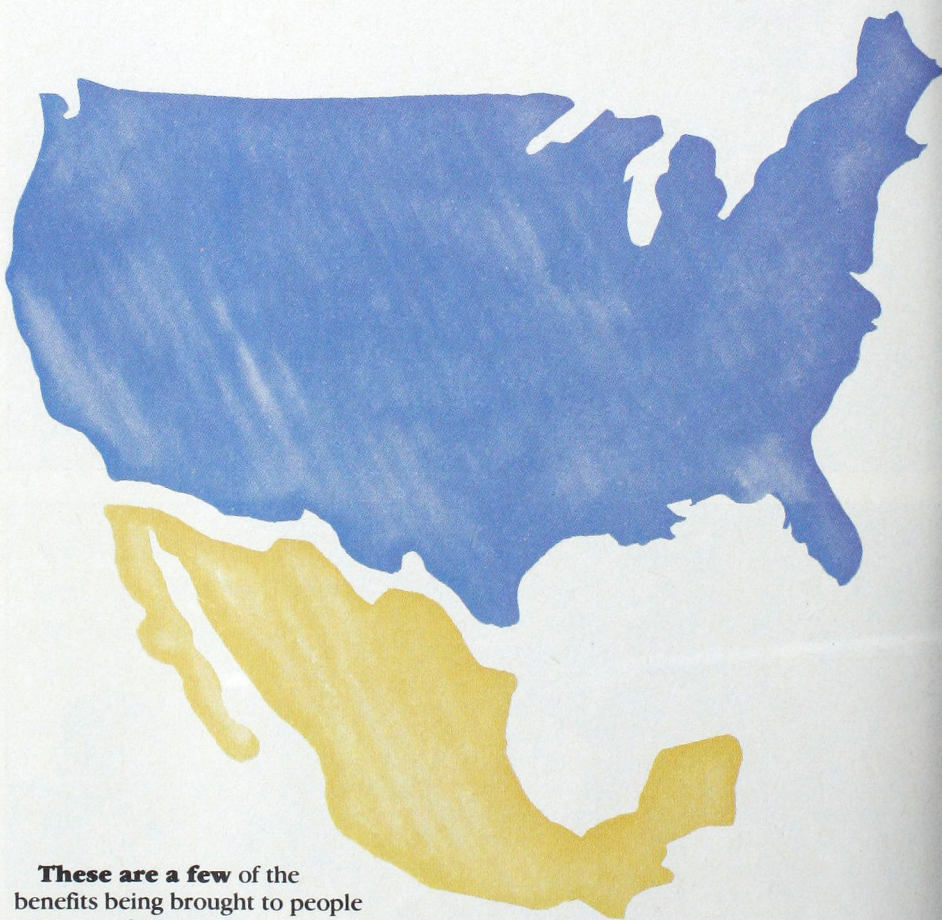 These are a few of the
benefits being brought to people